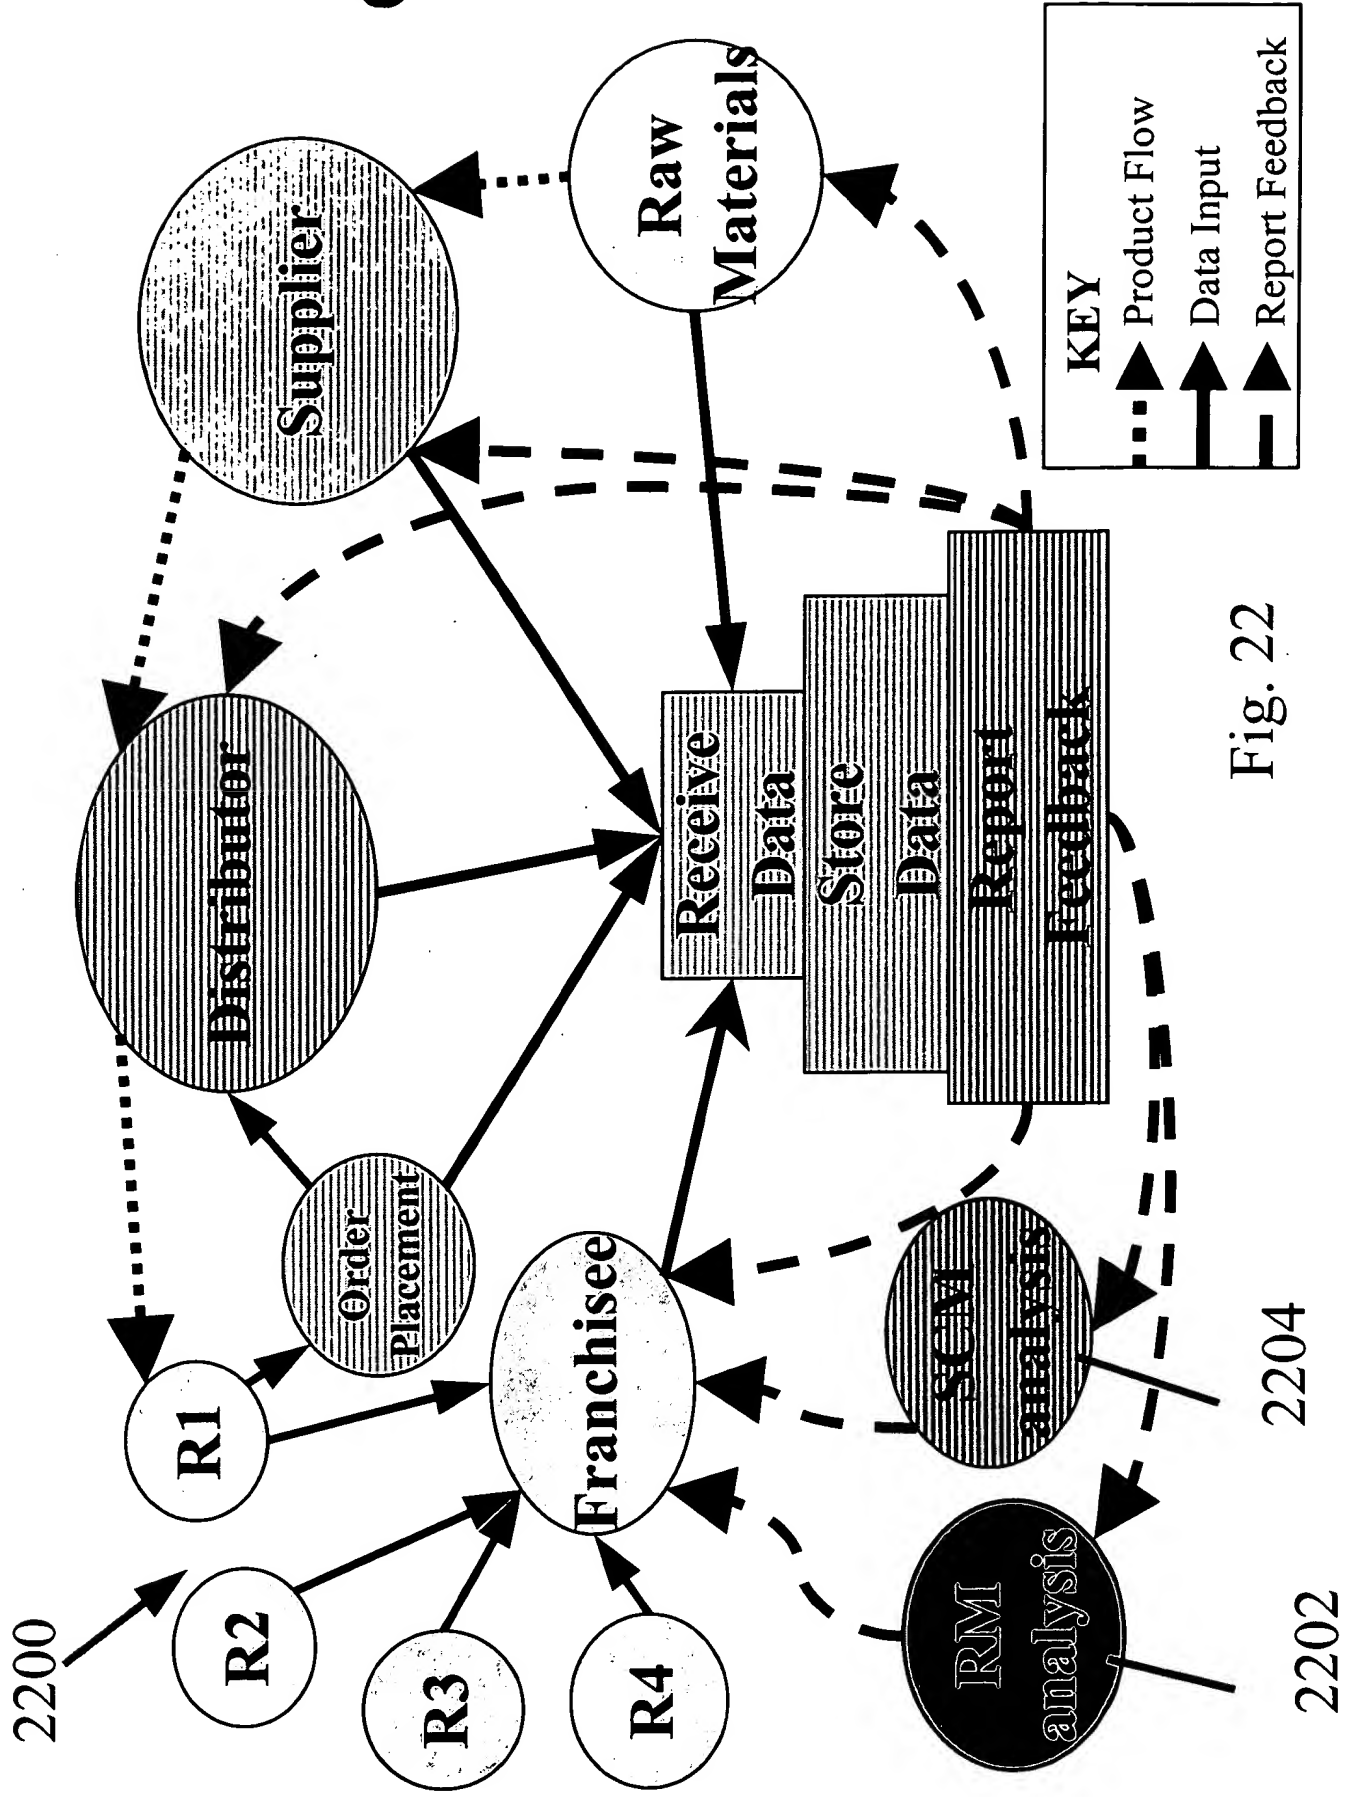 2200
R1
R2
R3
R4
Order
Placement
Distributor
Supplier
Raw
Materials
Franchisee
Receive
Data
Store
Data
Report
Feedback
SCM
analysis
RM
analysis
2204
2202
KEY
Product Flow
Data Input
Report Feedback
Fig. 22